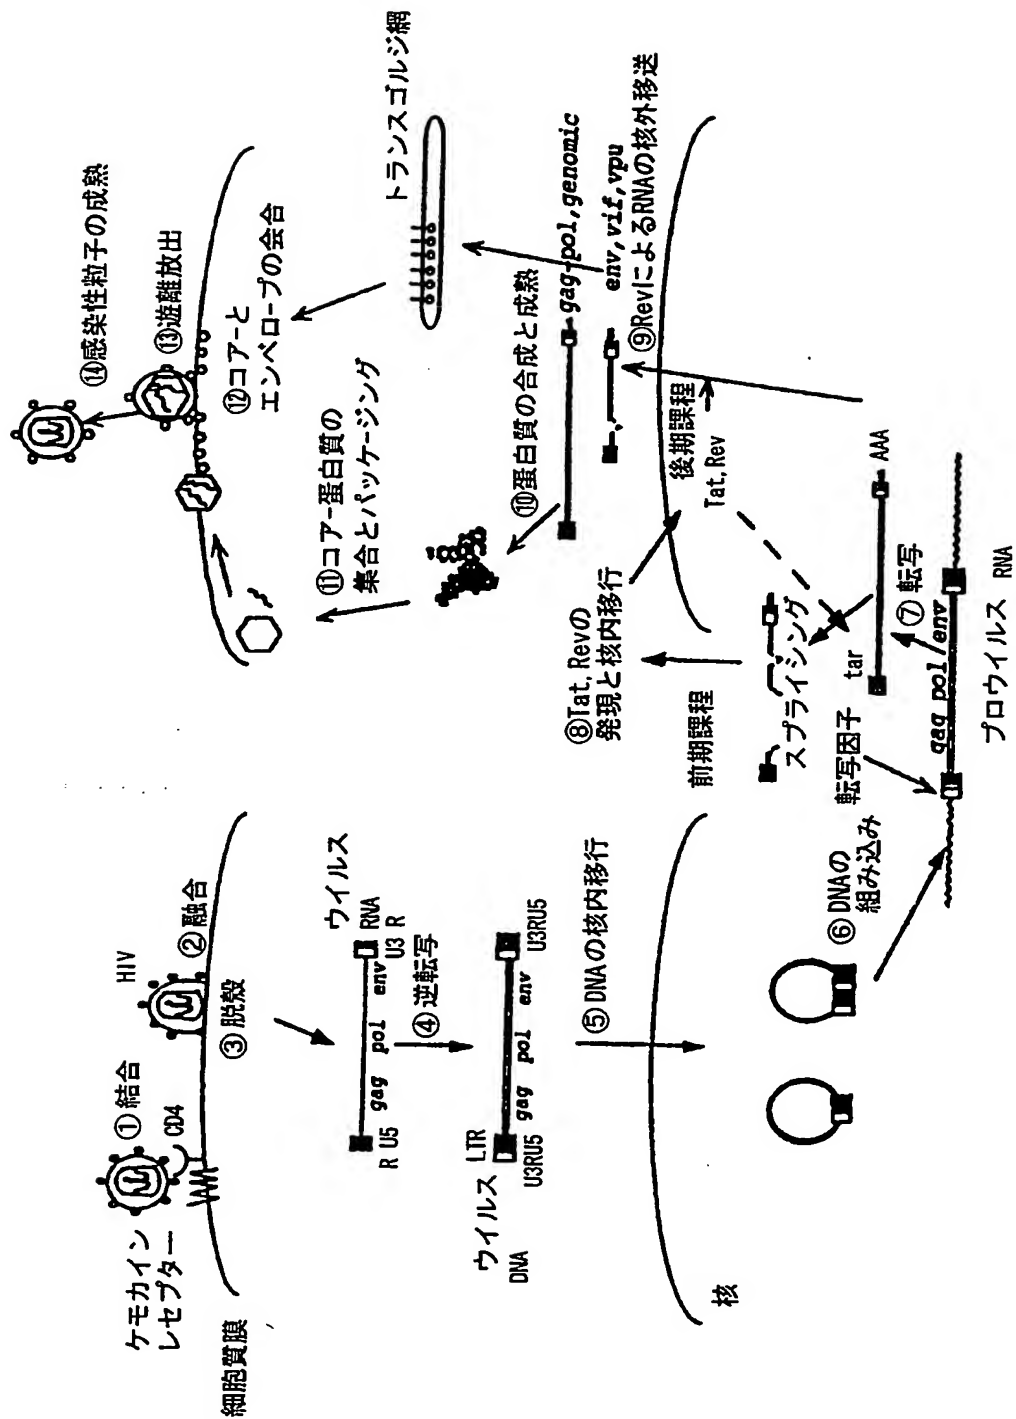 ケモカイン
レセプター
①結合
CD4
HIV
②融合
細胞質膜
③脱殻
ウイルス
RNA
gag pol env
R U5
U3 R
④逆転写
ウイルス
DNA
LTR
gag pol env
U3RU5
U3RU5
⑤DNAの核内移行
核
⑥DNAの
組み込み
転写因子
gag pol/env
プロウイルス RNA
⑦転写
tar
AAA
スプライシング
前期課程
⑧Tat,Revの
発現と核内移行
後期課程
Tat,Rev
⑨RevによるRNAの核外移送
env,vif,vpu
gag-pol,genomic
⑩蛋白質の合成と成熟
トランスゴルジ網
⑪コアー蛋白質の
集合とパッケージング
⑫コアーと
エンベロープの会合
⑬遊離放出
⑭感染性粒子の成熟